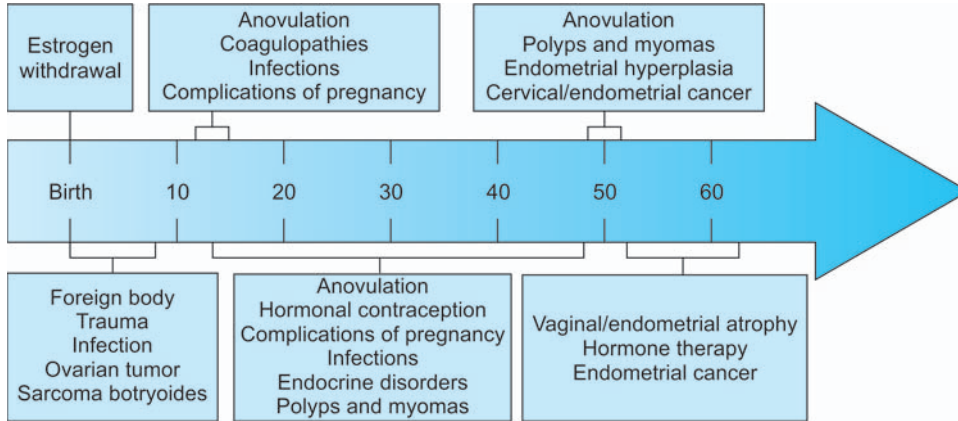 Estrogen
withdrawal
Anovulation
Coagulopathies
Infections
Complications of pregnancy
Anovulation
Polyps and myomas
Endometrial hyperplasia
Cervical/endometrial cancer
Birth 10 20 30 40 50 60
Foreign body
Trauma
Infection
Ovarian tumor
Sarcoma botryoides
Anovulation
Hormonal contraception
Complications of pregnancy
Infections
Endocrine disorders
Polyps and myomas
Vaginal/endometrial atrophy
Hormone therapy
Endometrial cancer